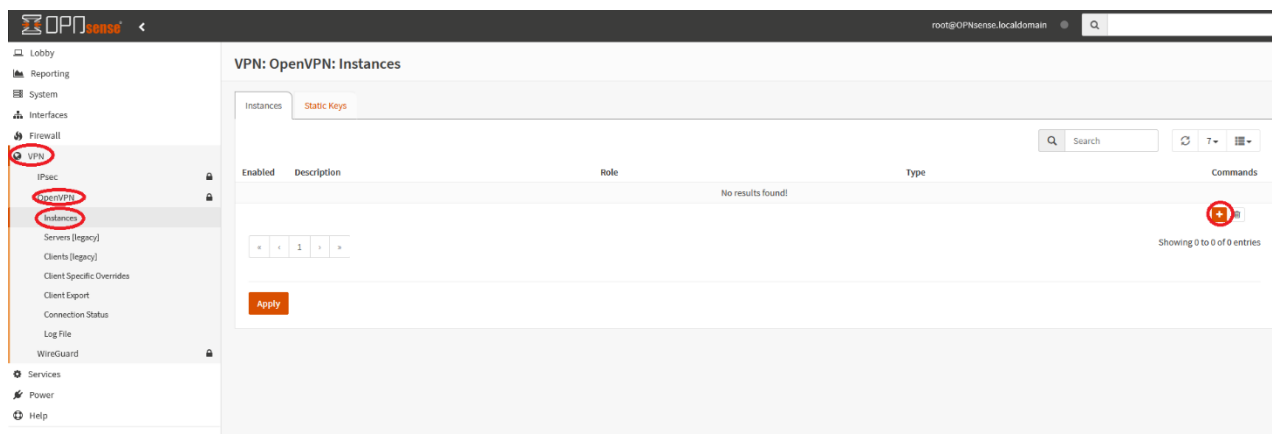 OPNsense
root@OPNsense.localdomain
Lobby
Reporting
System
Interfaces
Firewall
VPN
IPsec
OpenVPN
Instances
Servers [legacy]
Clients [legacy]
Client Specific Overrides
Client Export
Connection Status
Log File
WireGuard
Services
Power
Help
VPN: OpenVPN: Instances
Instances Static Keys
Search 7
Enabled Description Role Type Commands
No results found!
« ‹ 1 › »
Showing 0 to 0 of 0 entries
Apply